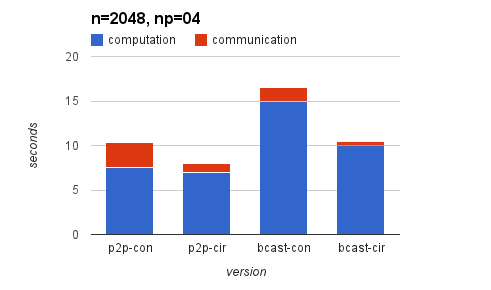 n=2048, np=04
computation communication
20
15
10
5
0
seconds
p2p-con p2p-cir bcast-con bcast-cir
version